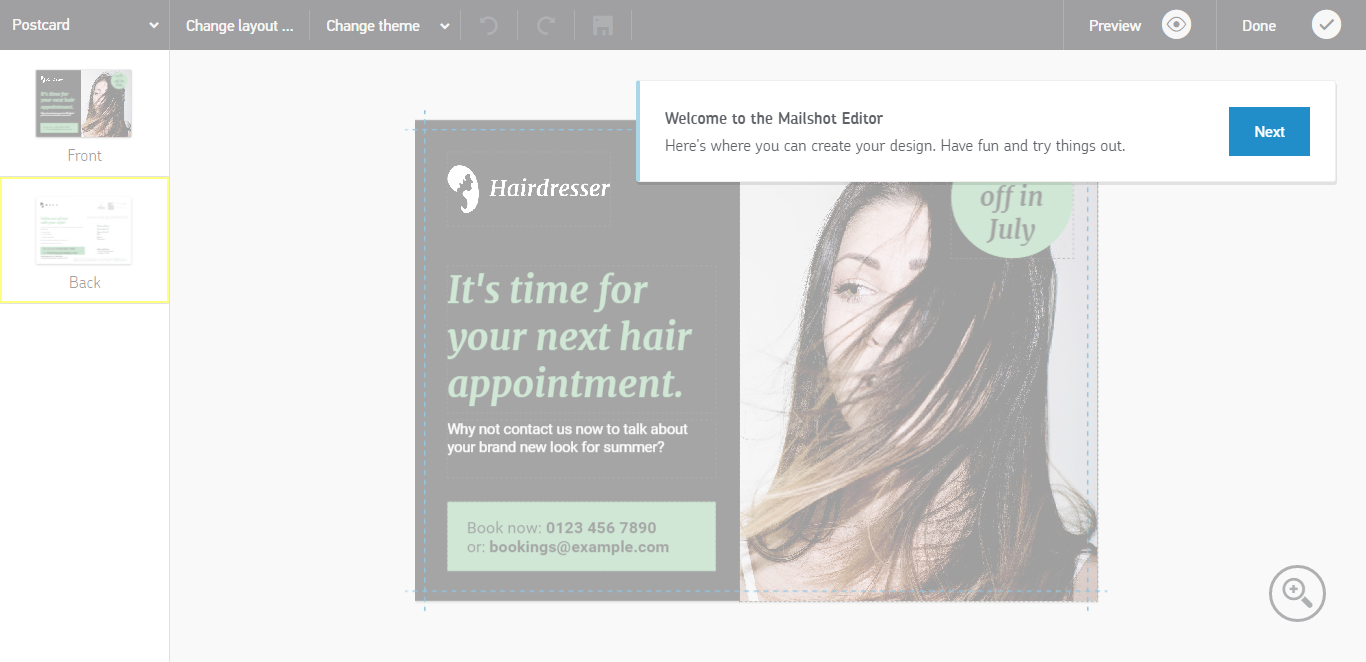 Postcard
Change layout ...
Change theme
Preview
Done
Front
Back
Welcome to the Mailshot Editor
Here's where you can create your design. Have fun and try things out.
Next
Hairdresser
off in
July
It's time for
your next hair
appointment.
Why not contact us now to talk about
your brand new look for summer?
Book now: 0123 456 7890
or: bookings@example.com